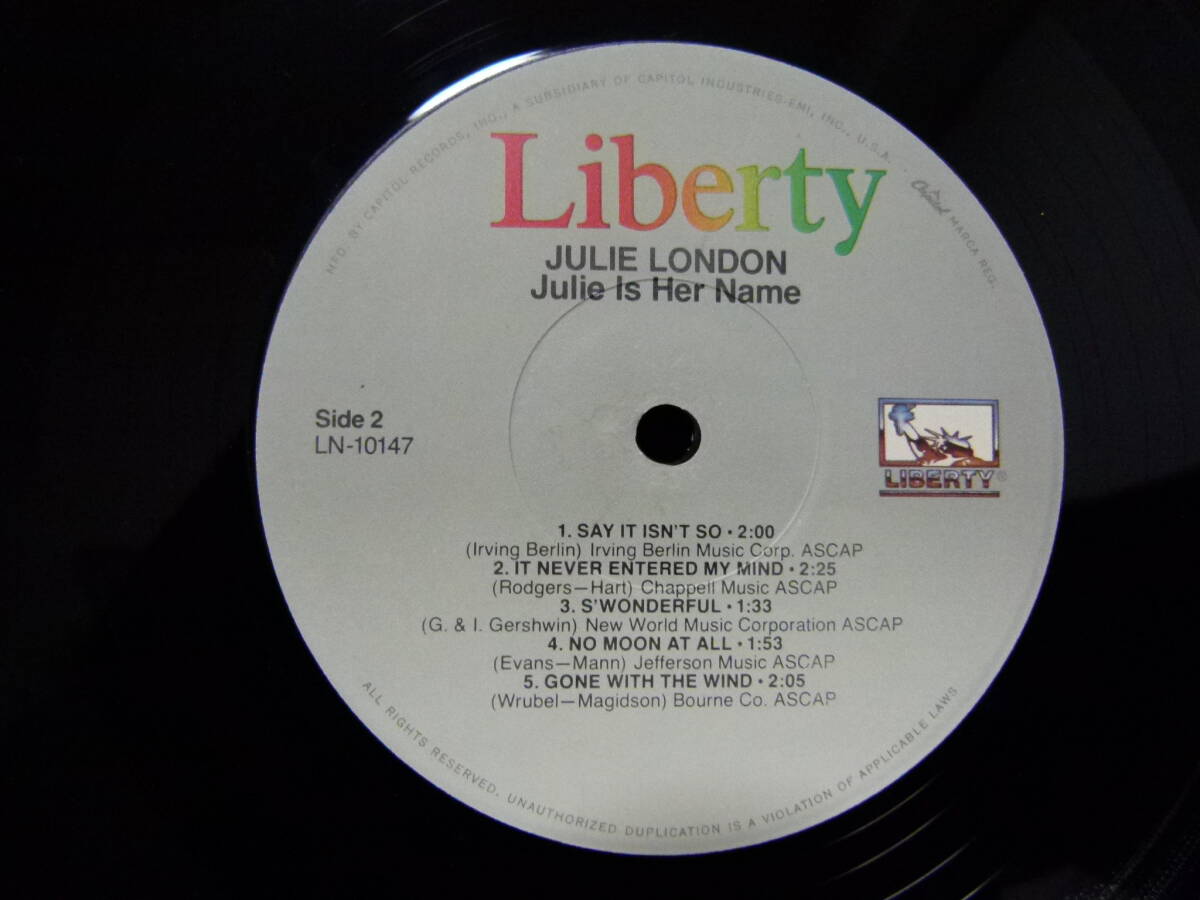 MFD. BY CAPITOL RECORDS, INC., A SUBSIDIARY OF CAPITOL INDUSTRIES-EMI, INC., U.S.A.
Capitol MARCA REG.
Liberty
JULIE LONDON
Julie Is Her Name
Side 2
LN-10147
LIBERTY®
1. SAY IT ISN'T SO • 2:00
(Irving Berlin) Irving Berlin Music Corp. ASCAP
2. IT NEVER ENTERED MY MIND • 2:25
(Rodgers—Hart) Chappell Music ASCAP
3. S'WONDERFUL • 1:33
(G. & I. Gershwin) New World Music Corporation ASCAP
4. NO MOON AT ALL • 1:53
(Evans—Mann) Jefferson Music ASCAP
5. GONE WITH THE WIND • 2:05
(Wrubel—Magidson) Bourne Co. ASCAP
ALL RIGHTS RESERVED. UNAUTHORIZED DUPLICATION IS A VIOLATION OF APPLICABLE LAWS